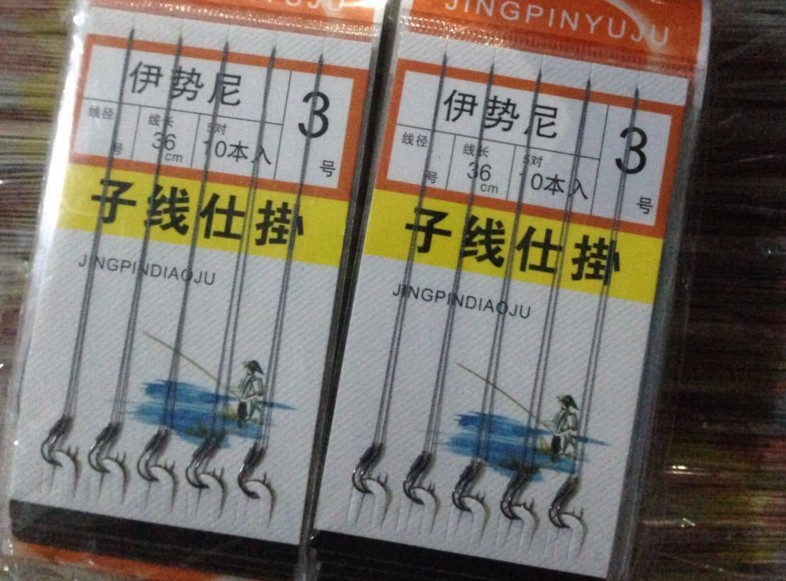 伊势尼
3
号
线径
号
线长
36
cm
5对
10本入
子线仕掛
JINGPINDIAOJU
JINGPINYUJU
伊势尼
3
号
线径
号
线长
36
cm
5对
10本入
子线仕掛
JINGPINDIAOJU